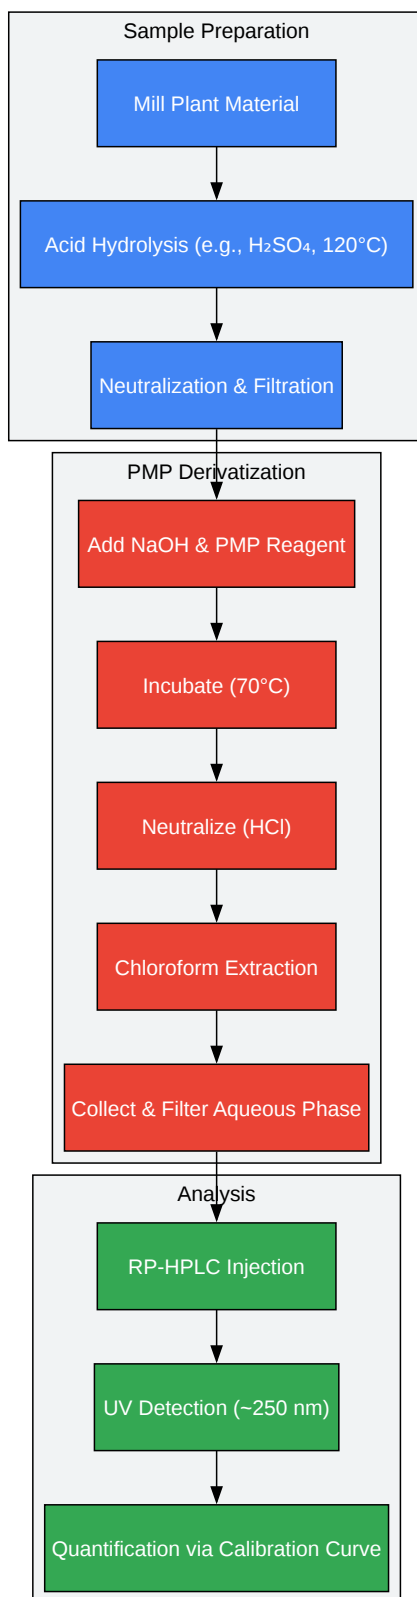 Sample Preparation
Mill Plant Material
Acid Hydrolysis (e.g., H₂SO₄, 120°C)
Neutralization & Filtration
PMP Derivatization
Add NaOH & PMP Reagent
Incubate (70°C)
Neutralize (HCl)
Chloroform Extraction
Collect & Filter Aqueous Phase
Analysis
RP-HPLC Injection
UV Detection (~250 nm)
Quantification via Calibration Curve